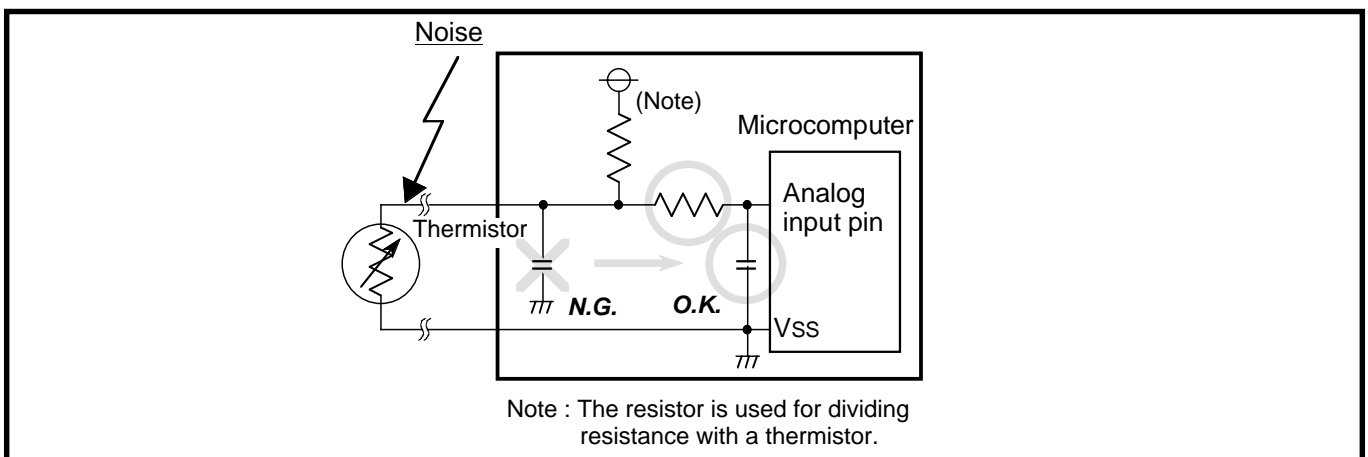 Noise
(Note)
Microcomputer
Analog
input pin
Thermistor
N.G.
O.K.
VSS
Note : The resistor is used for dividing
resistance with a thermistor.